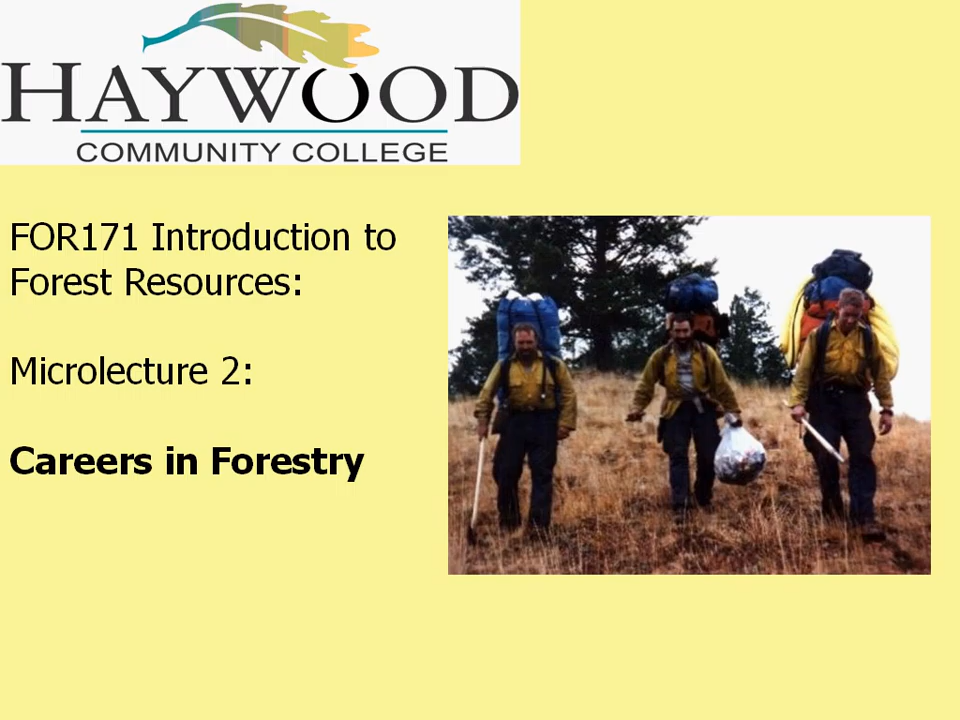 HAYWOOD
COMMUNITY COLLEGE
FOR171 Introduction to
Forest Resources:
Microlecture 2:
Careers in Forestry